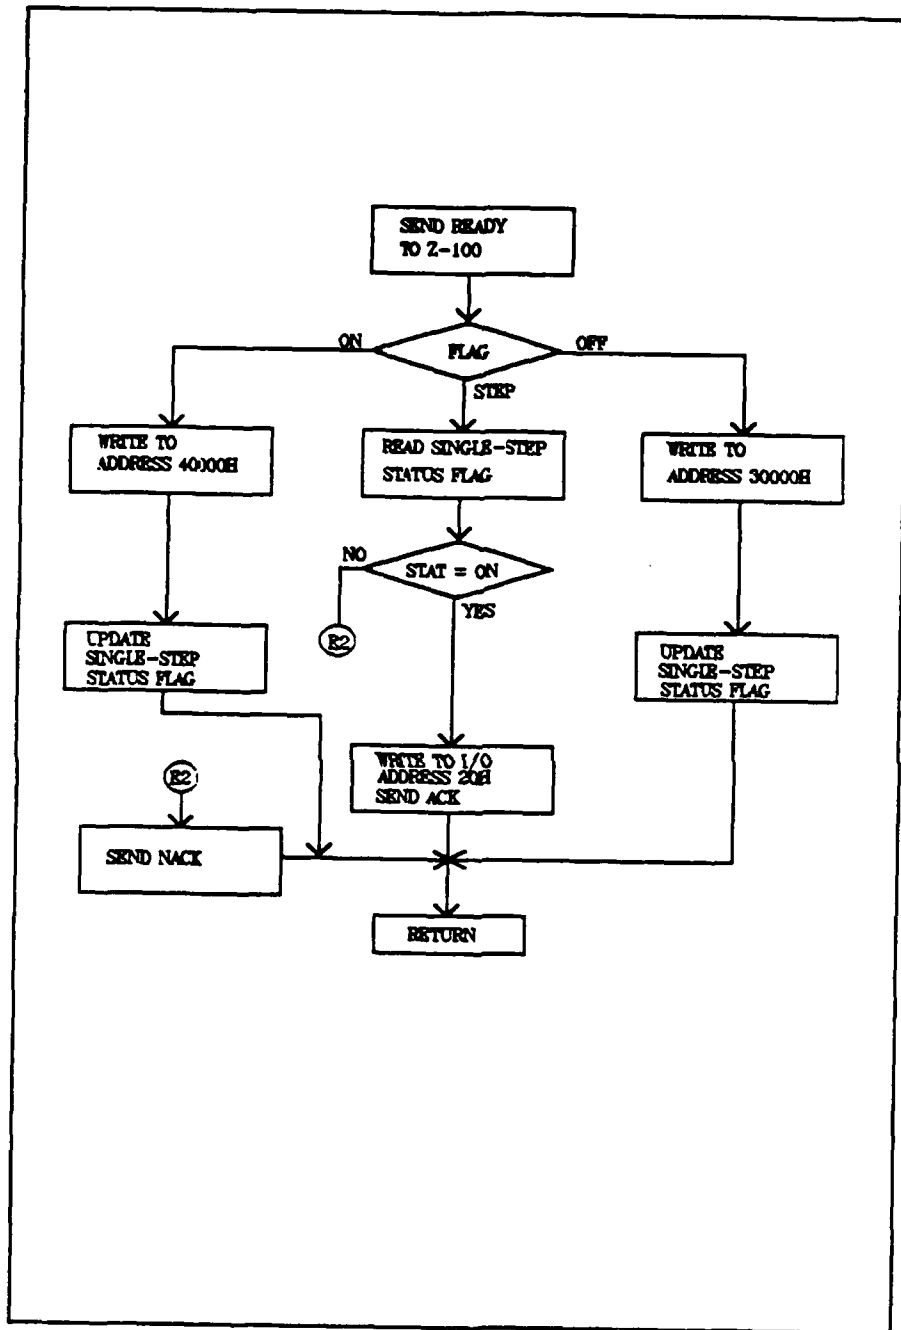 SEND READY
TO Z-100
ON
FLAG
OFF
STEP
WRITE TO
ADDRESS 40000H
READ SINGLE-STEP
STATUS FLAG
WRITE TO
ADDRESS 30000H
NO
STAT = ON
YES
E2
UPDATE
SINGLE-STEP
STATUS FLAG
UPDATE
SINGLE-STEP
STATUS FLAG
WRITE TO I/O
ADDRESS 20H
SEND ACK
E2
SEND NACK
RETURN